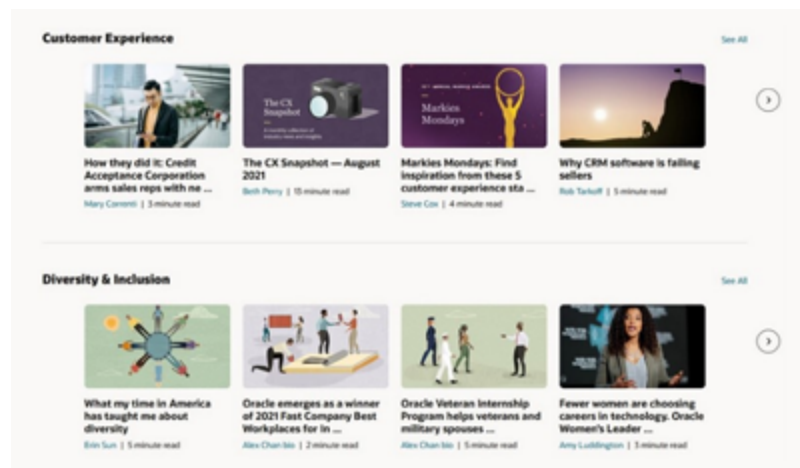 Customer Experience
See All
The CX
Snapshot
Markies
Mondays
How they did it: Credit
Acceptance Corporation
arms sales reps with ne ...
Mary Correnti | 3 minute read
The CX Snapshot — August
2021
Beth Perry | 15 minute read
Markies Mondays: Find
inspiration from these 5
customer experience sta ...
Steve Cox | 4 minute read
Why CRM software is failing
sellers
Rob Tarkoff | 5 minute read
Diversity & Inclusion
See All
What my time in America
has taught me about
diversity
Erin Sun | 5 minute read
Oracle emerges as a winner
of 2021 Fast Company Best
Workplaces for In ...
Alex Chan bio | 2 minute read
Oracle Veteran Internship
Program helps veterans and
military spouses ...
Alex Chan bio | 5 minute read
Fewer women are choosing
careers in technology. Oracle
Women's Leader ...
Amy Luddington | 3 minute read